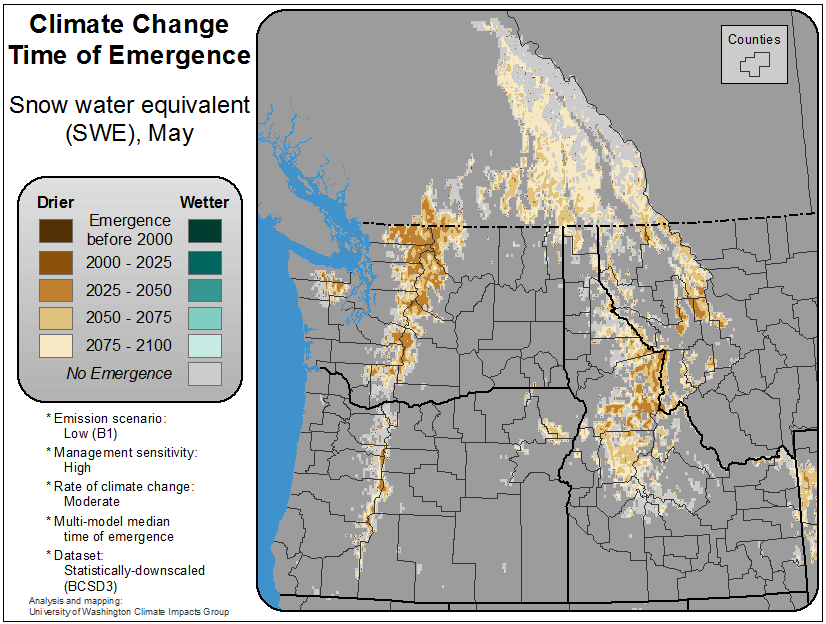 Climate Change
Time of Emergence
Snow water equivalent
(SWE), May
Drier
Wetter
Emergence
before 2000
2000 - 2025
2025 - 2050
2050 - 2075
2075 - 2100
No Emergence
* Emission scenario:
Low (B1)
* Management sensitivity:
High
* Rate of climate change:
Moderate
* Multi-model median
time of emergence
* Dataset:
Statistically-downscaled
(BCSD3)
Analysis and mapping:
University of Washington Climate Impacts Group
Counties